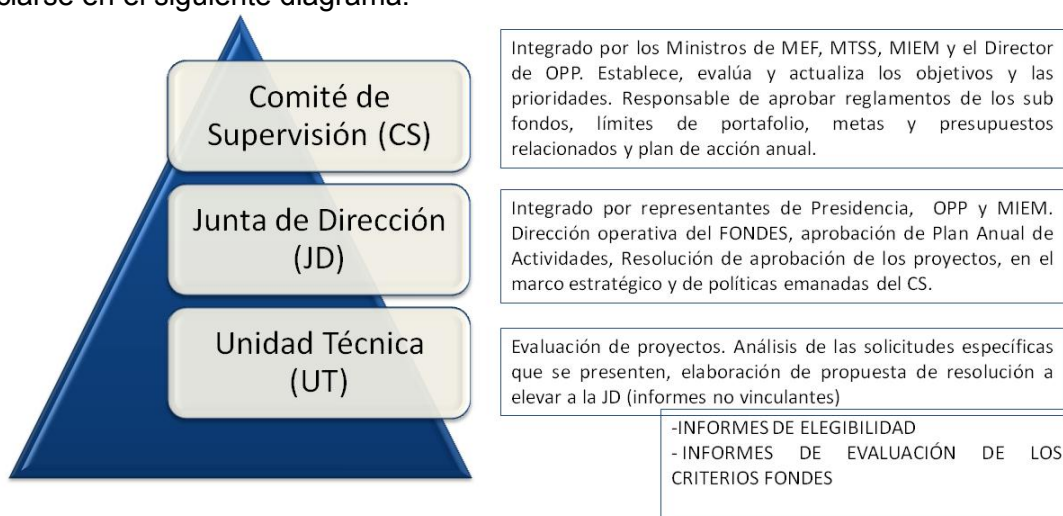 Comité de
Supervisión (CS)
Integrado por los Ministros de MEF, MTSS, MIEM y el Director
de OPP. Establece, evalúa y actualiza los objetivos y las
prioridades. Responsable de aprobar reglamentos de los sub
fondos, límites de portafolio, metas y presupuestos
relacionados y plan de acción anual.
Junta de Dirección
(JD)
Integrado por representantes de Presidencia, OPP y MIEM.
Dirección operativa del FONDES, aprobación de Plan Anual de
Actividades, Resolución de aprobación de los proyectos, en el
marco estratégico y de políticas emanadas del CS.
Unidad Técnica
(UT)
Evaluación de proyectos. Análisis de las solicitudes específicas
que se presenten, elaboración de propuesta de resolución a
elevar a la JD (informes no vinculantes)
-INFORMES DE ELEGIBILIDAD
- INFORMES DE EVALUACIÓN DE LOS
CRITERIOS FONDES